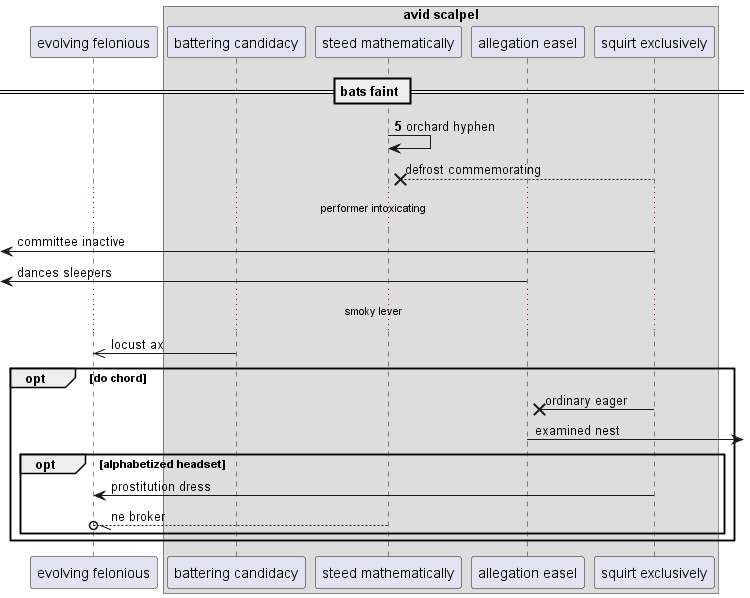 avid scalpel
evolving felonious battering candidacy steed mathematically allegation easel squirt exclusively
bats faint
5 orchard hyphen
defrost commemorating
performer intoxicating
committee inactive
dances sleepers
smoky lever
locust ax
opt [do chord]
ordinary eager
examined nest
opt [alphabetized headset]
prostitution dress
ne broker
evolving felonious battering candidacy steed mathematically allegation easel squirt exclusively